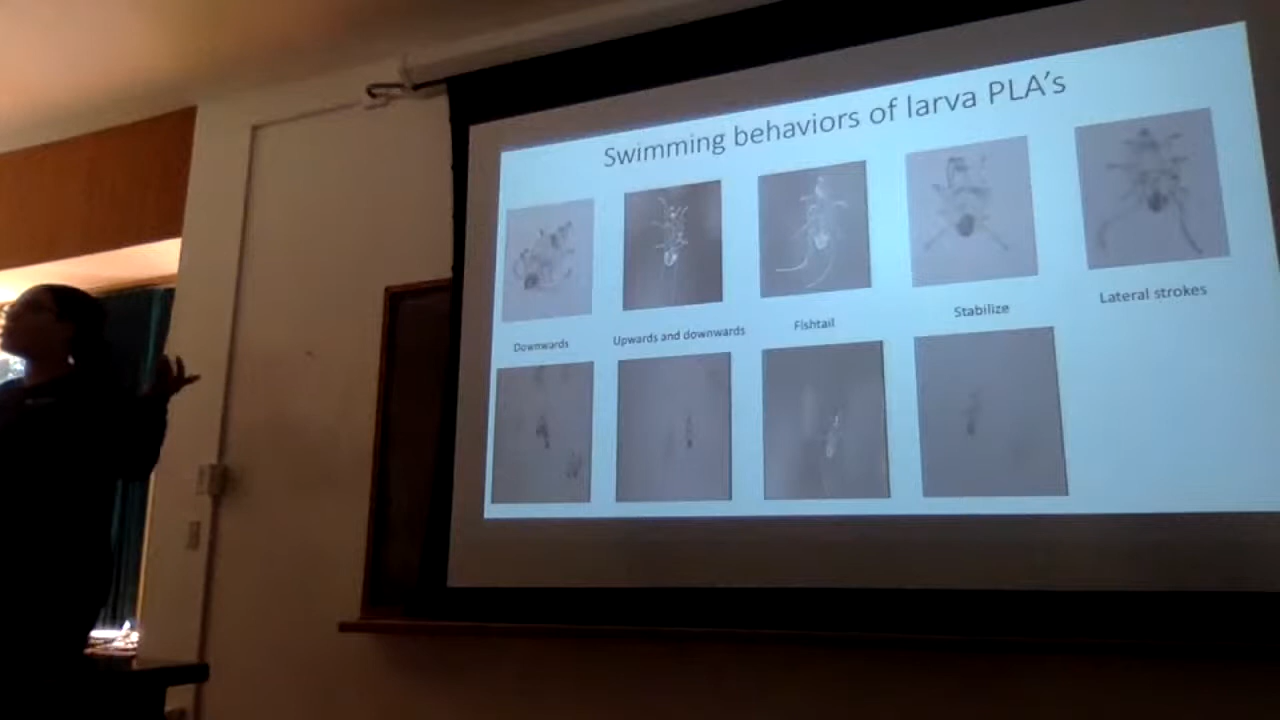 Swimming behaviors of larva PLA's
Downwards
Upwards and downwards
Fishtail
Stabilize
Lateral strokes